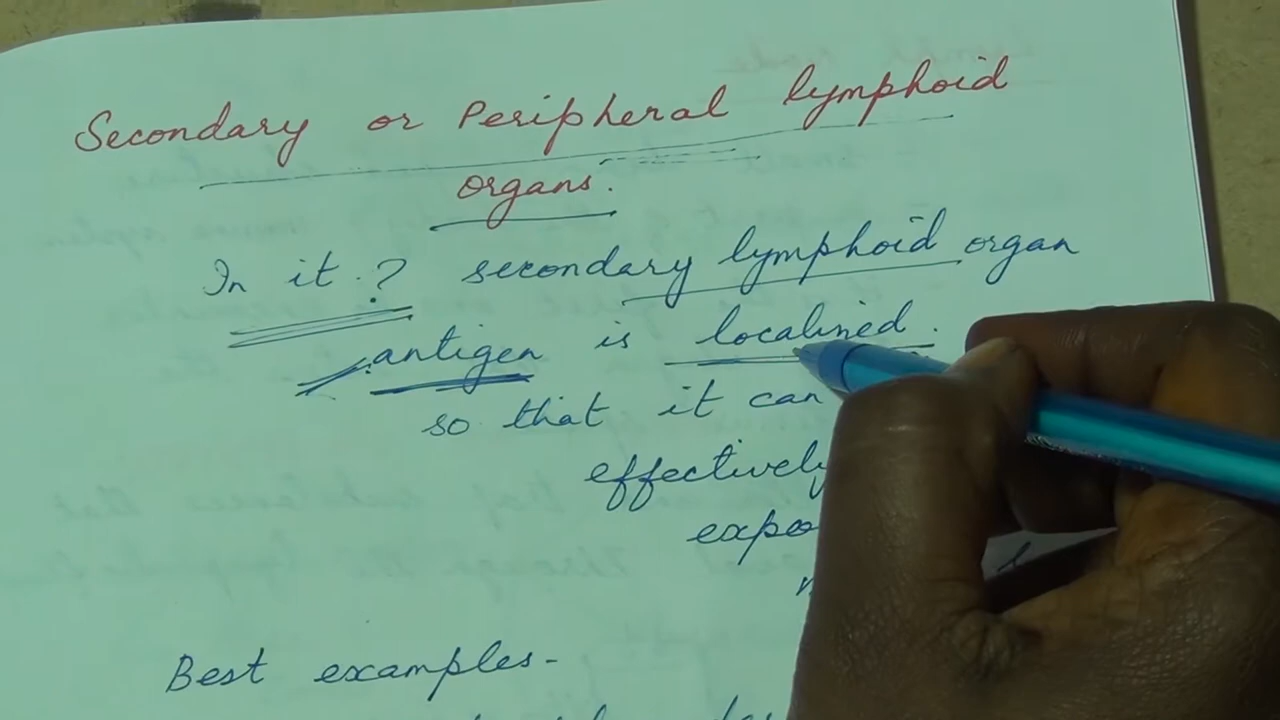 Secondary or Peripheral lymphoid
organs.
In it ? secondary lymphoid organ
antigen is localized.
so that it can
effectively
expo
Best examples-